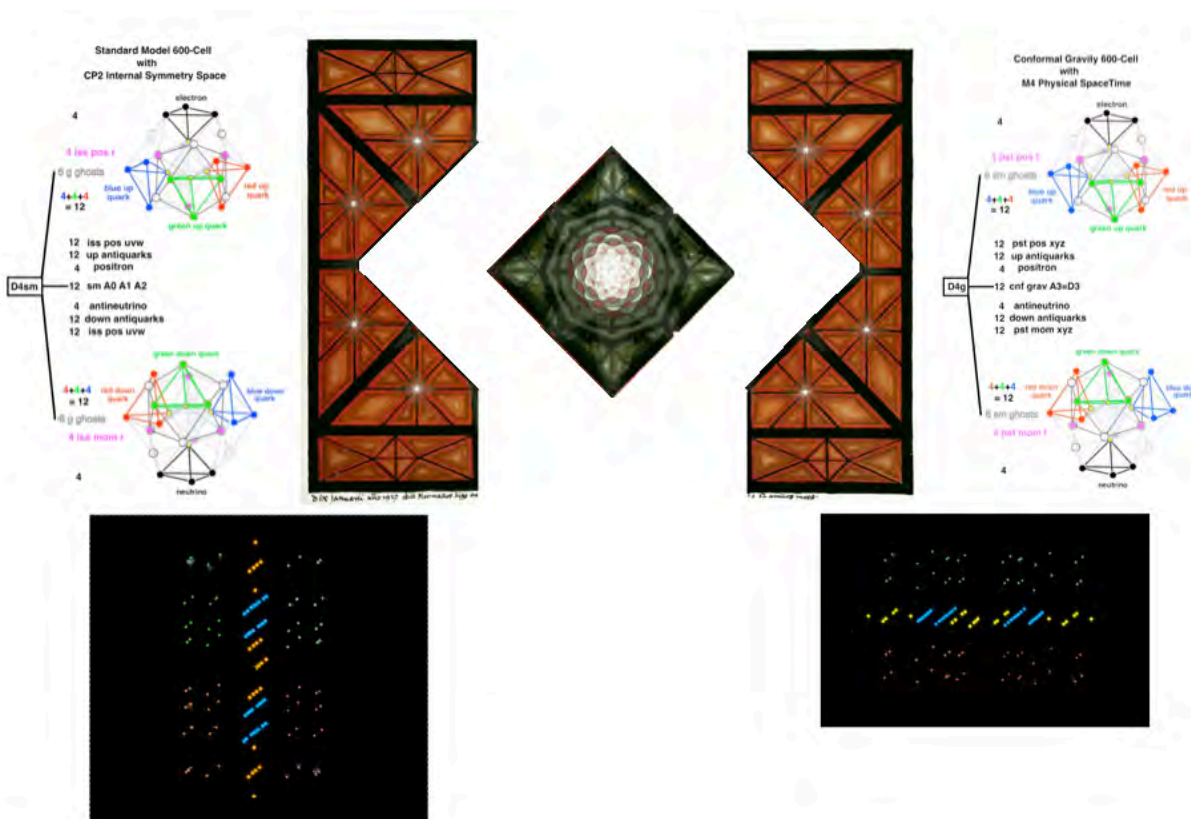 Standard Model 600-Cell
with
CP2 Internal Symmetry Space
electron
4
4 iss pos t
6 g ghosts
blue up
quark
red up
quark
4+4+4
= 12
green up quark
12 iss pos uvw
12 up antiquarks
4 positron
D4sm
12 sm A0 A1 A2
4 antineutrino
12 down antiquarks
12 iss pos uvw
green down quark
4+4+4
= 12
red down
quark
blue down
quark
6 g ghosts
4 iss mom t
4
neutrino
Conformal Gravily 600-Cell
with
M4 Physical SpaceTime
electron
4
pst pos t
6 sm ghosts
blue up
quark
red up
quark
4+4+4
= 12
green up quark
12 pst pos xyz
12 up antiquarks
4 positron
D4g
12 cnf grav A3=D3
4 antineutrino
12 down antiquarks
12 pst mom xyz
green down quark
4+4+4
= 12
red down
quark
blue
6 sm ghosts
4 pst mom t
4
neutrino